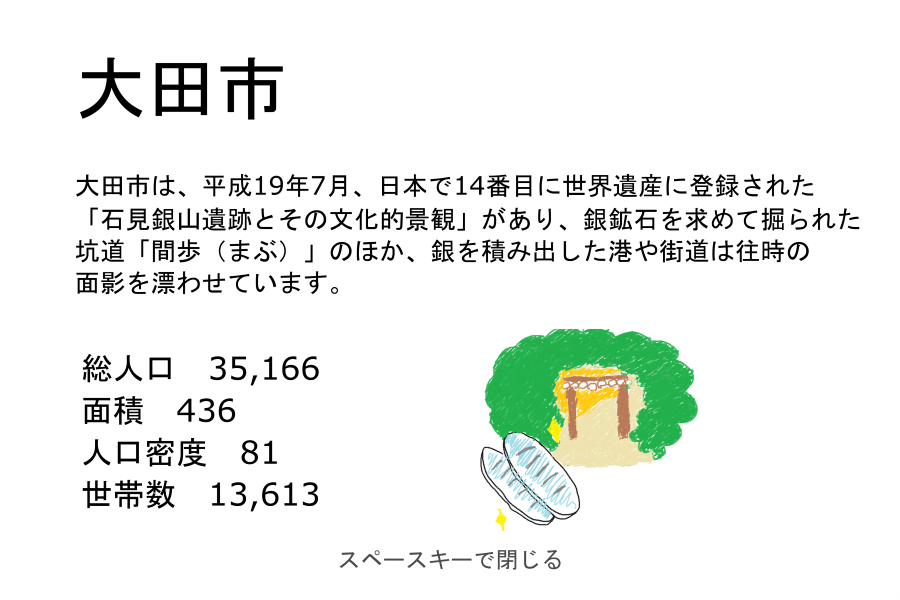 大田市
大田市は、平成19年7月、日本で14番目に世界遺産に登録された
「石見銀山遺跡とその文化的景観」があり、銀鉱石を求めて掘られた
坑道「間歩（まぶ）」のほか、銀を積み出した港や街道は往時の
面影を漂わせています。
総人口　35,166
面積　436
人口密度　81
世帯数　13,613
スペースキーで閉じる